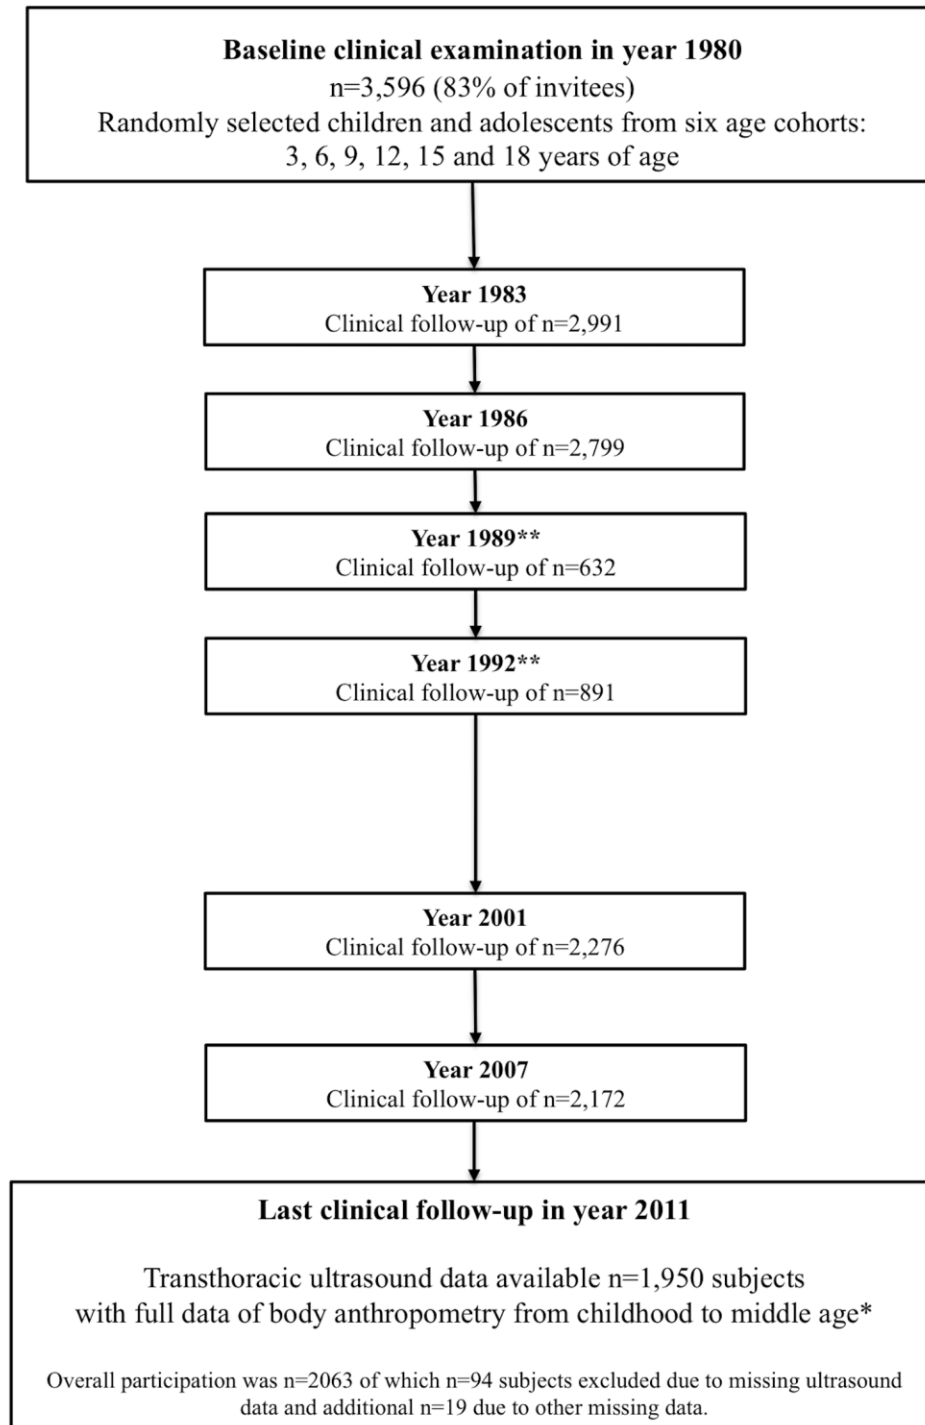 Baseline clinical examination in year 1980
n=3,596 (83% of invitees)
Randomly selected children and adolescents from six age cohorts:
3, 6, 9, 12, 15 and 18 years of age
Year 1983
Clinical follow-up of n=2,991
Year 1986
Clinical follow-up of n=2,799
Year 1989**
Clinical follow-up of n=632
Year 1992**
Clinical follow-up of n=891
Year 2001
Clinical follow-up of n=2,276
Year 2007
Clinical follow-up of n=2,172
Last clinical follow-up in year 2011
Transthoracic ultrasound data available n=1,950 subjects
with full data of body anthropometry from childhood to middle age*
Overall participation was n=2063 of which n=94 subjects excluded due to missing ultrasound
data and additional n=19 due to other missing data.